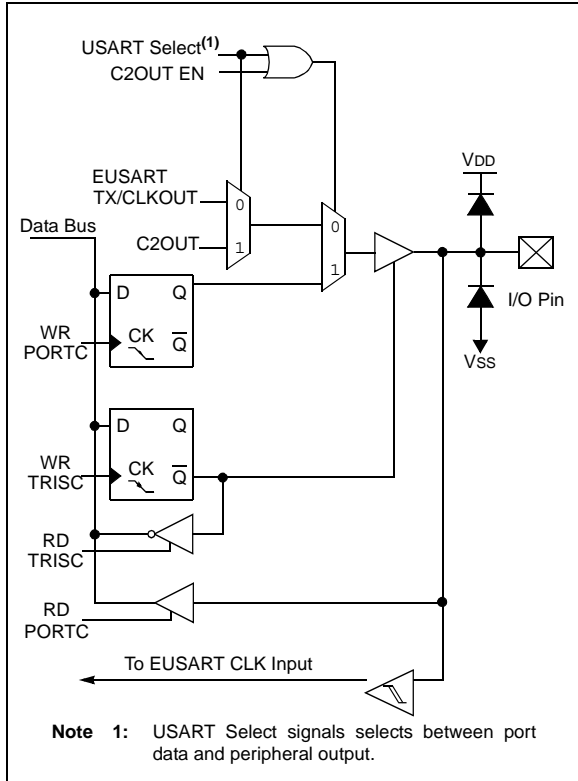 USART Select(1)
C2OUT EN
EUSART
TX/CLKOUT
0
VDD
Data Bus
0
C2OUT
1
1
I/O Pin
D Q
WR
PORTC
CK Q
VSS
D Q
WR
TRISC
CK Q
RD
TRISC
RD
PORTC
To EUSART CLK Input
Note 1: USART Select signals selects between port
data and peripheral output.